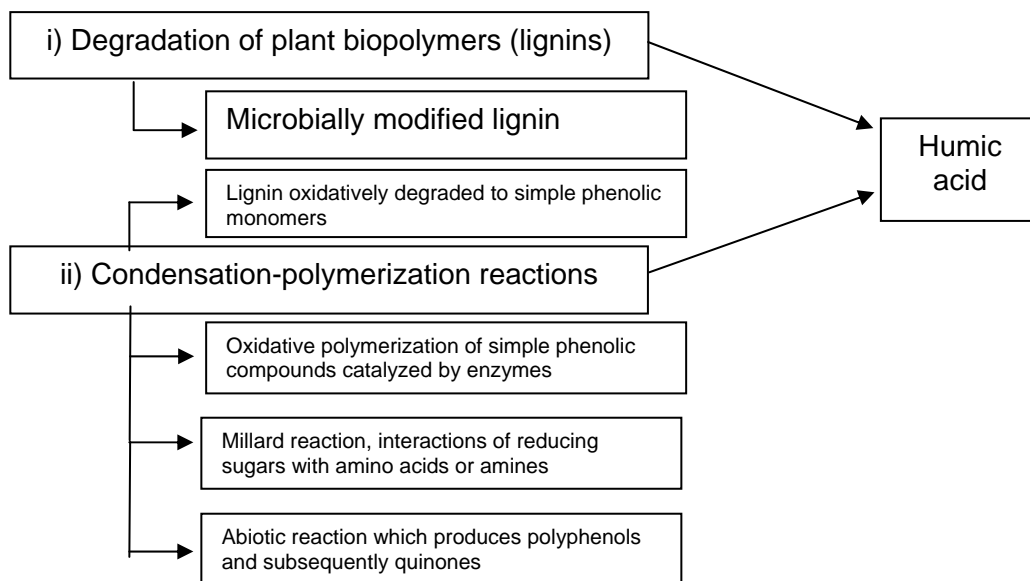 i) Degradation of plant biopolymers (lignins)
Microbially modified lignin
Humic
acid
Lignin oxidatively degraded to simple phenolic
monomers
ii) Condensation-polymerization reactions
Oxidative polymerization of simple phenolic
compounds catalyzed by enzymes
Millard reaction, interactions of reducing
sugars with amino acids or amines
Abiotic reaction which produces polyphenols
and subsequently quinones